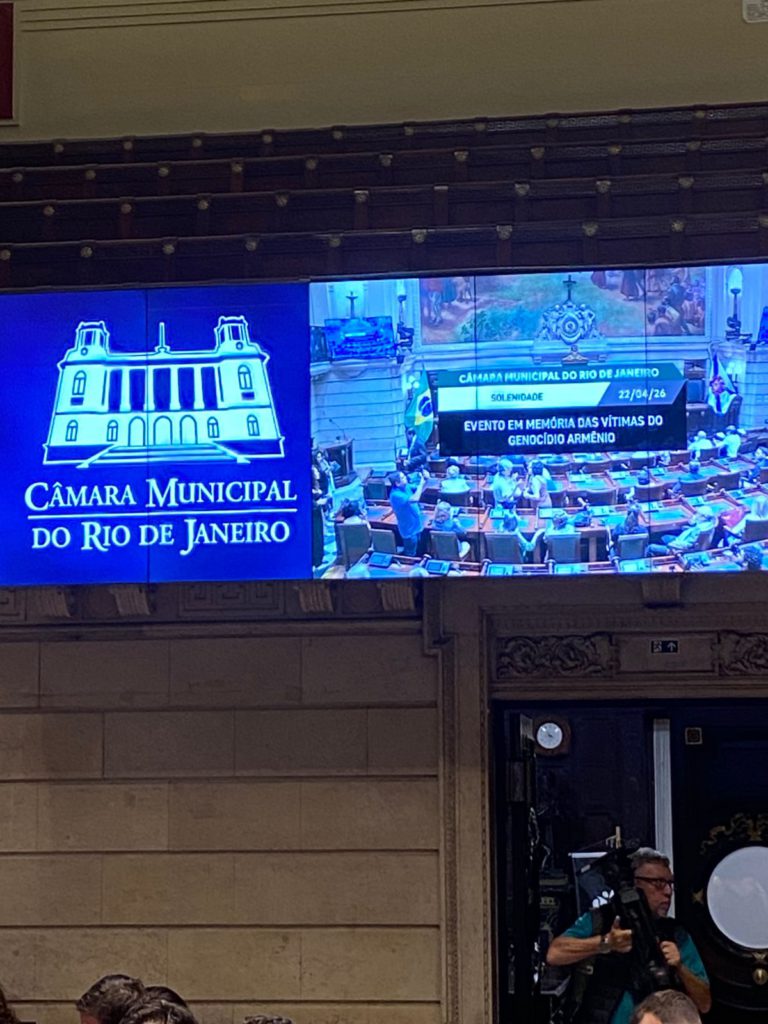 CÂMARA MUNICIPAL
DO RIO DE JANEIRO
CÂMARA MUNICIPAL DO RIO DE JANEIRO
SOLENIDADE
22/04/26
EVENTO EM MEMÓRIA DAS VÍTIMAS DO
GENOCÍDIO ARMÊNIO